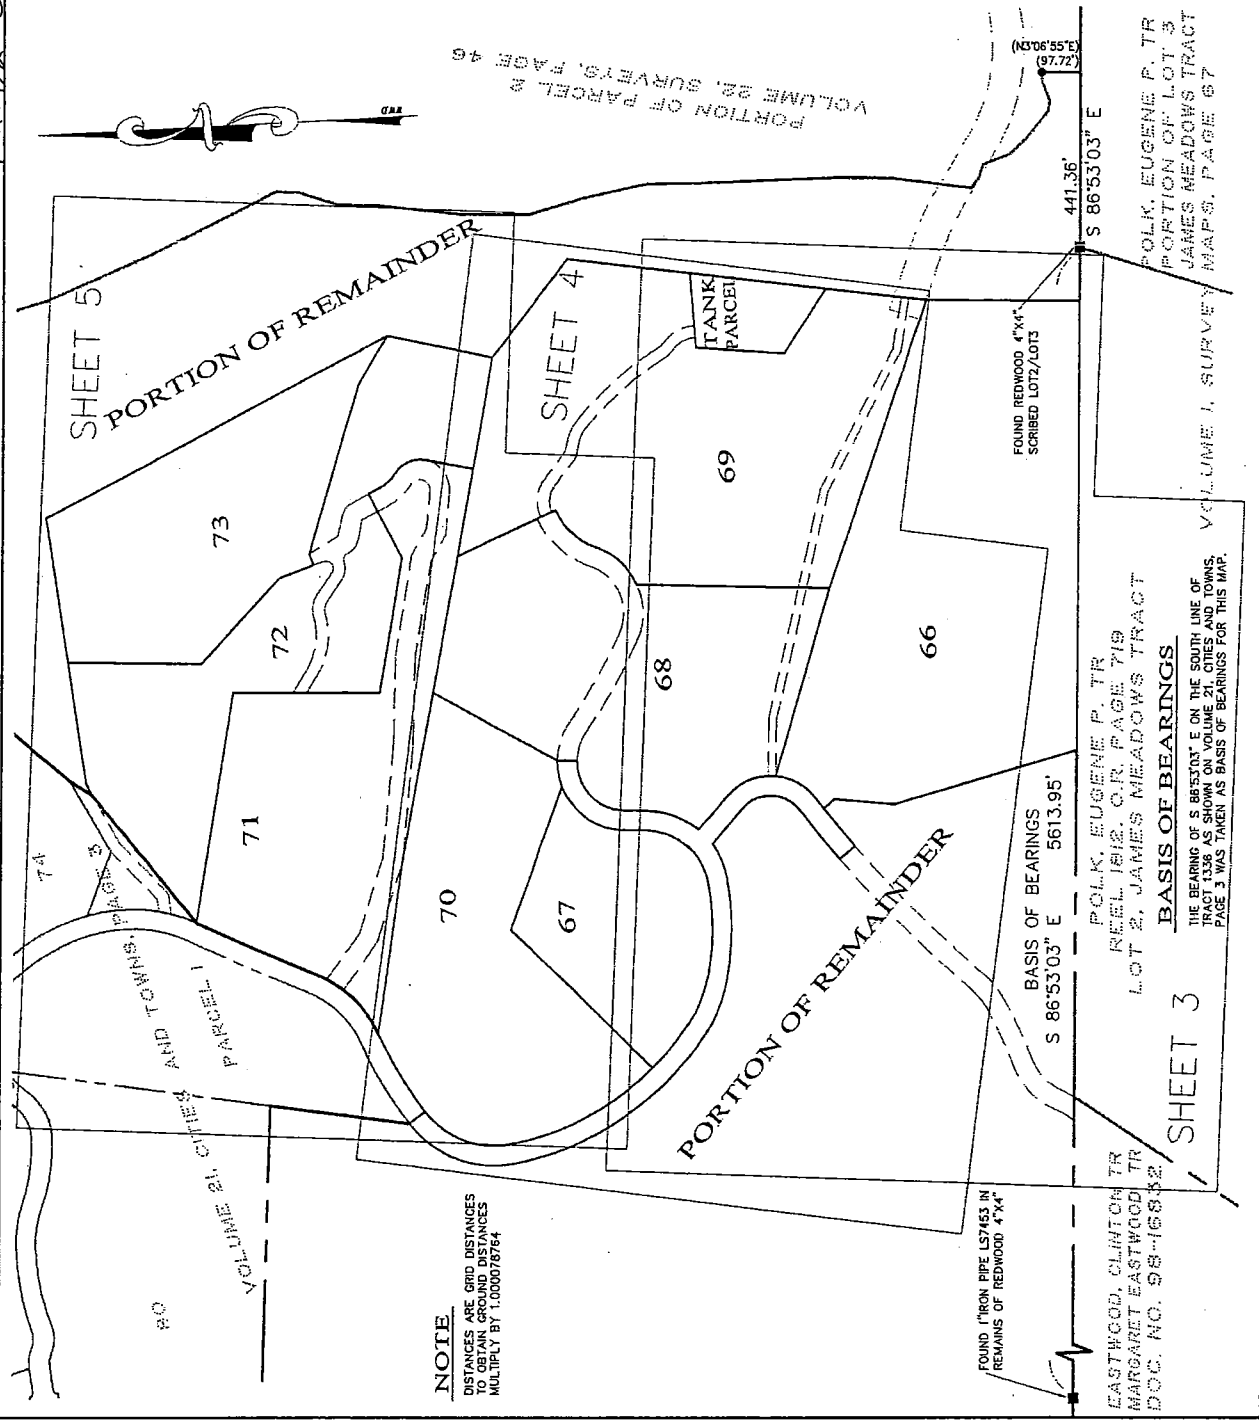 SHEET 5
PORTION OF REMAINDER
74
VOLUME 21, CITIES AND TOWNS, PAGE 3
PARCEL 1
80
73
72
71
70
SHEET 4
TANK
PARCEL
69
68
67
66
PORTION OF PARCEL 2
VOLUME 22, SURVEYS, PAGE 46
(N3°06'55"E)
(97.72')
441.36'
S 86°53'03" E
FOUND REDWOOD 4"X4"
SCRIBED LOT2/LOT3
POLK, EUGENE P. TR
PORTION OF LOT 3
JAMES MEADOWS TRACT
VOLUME 1, SURVEY MAPS, PAGE 67
NOTE
DISTANCES ARE GRID DISTANCES
TO OBTAIN GROUND DISTANCES
MULTIPLY BY 1.000078764
PORTION OF REMAINDER
BASIS OF BEARINGS
S 86°53'03" E 5613.95'
FOUND 1"IRON PIPE LS7453 IN
REMAINS OF REDWOOD 4"X4"
EASTWOOD, CLINTON TR
MARGARET EASTWOOD TR
DOC. NO. 98-16832
SHEET 3
POLK, EUGENE P. TR
REEL 1812, O.R. PAGE 719
LOT 2, JAMES MEADOWS TRACT
BASIS OF BEARINGS
THE BEARING OF S 86°53'03" E ON THE SOUTH LINE OF
TRACT 1336 AS SHOWN ON VOLUME 21, CITIES AND TOWNS,
PAGE 3 WAS TAKEN AS BASIS OF BEARINGS FOR THIS MAP.